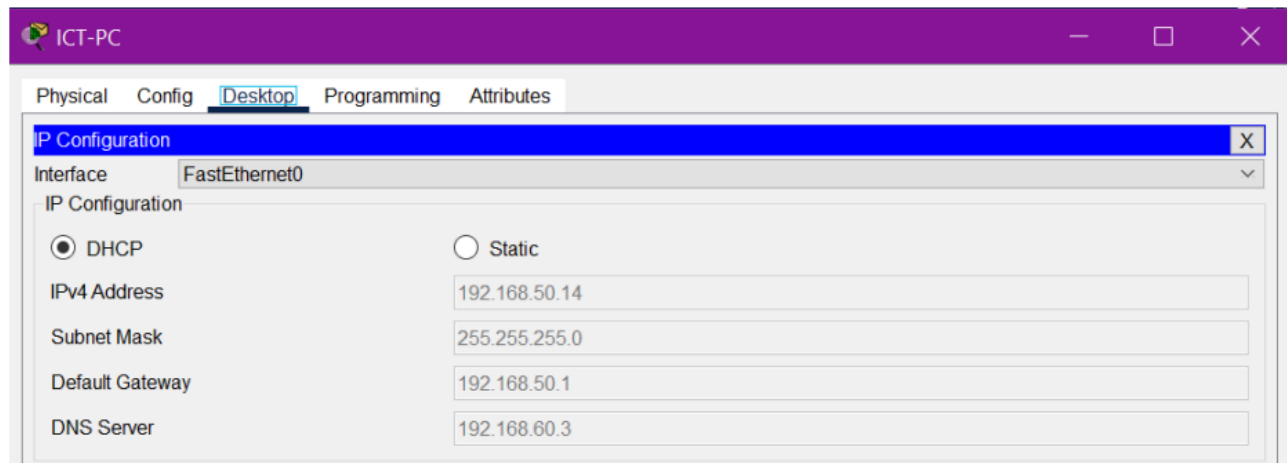 ICT-PC
Physical Config Desktop Programming Attributes
IP Configuration X
Interface FastEthernet0
IP Configuration
DHCP Static
IPv4 Address 192.168.50.14
Subnet Mask 255.255.255.0
Default Gateway 192.168.50.1
DNS Server 192.168.60.3